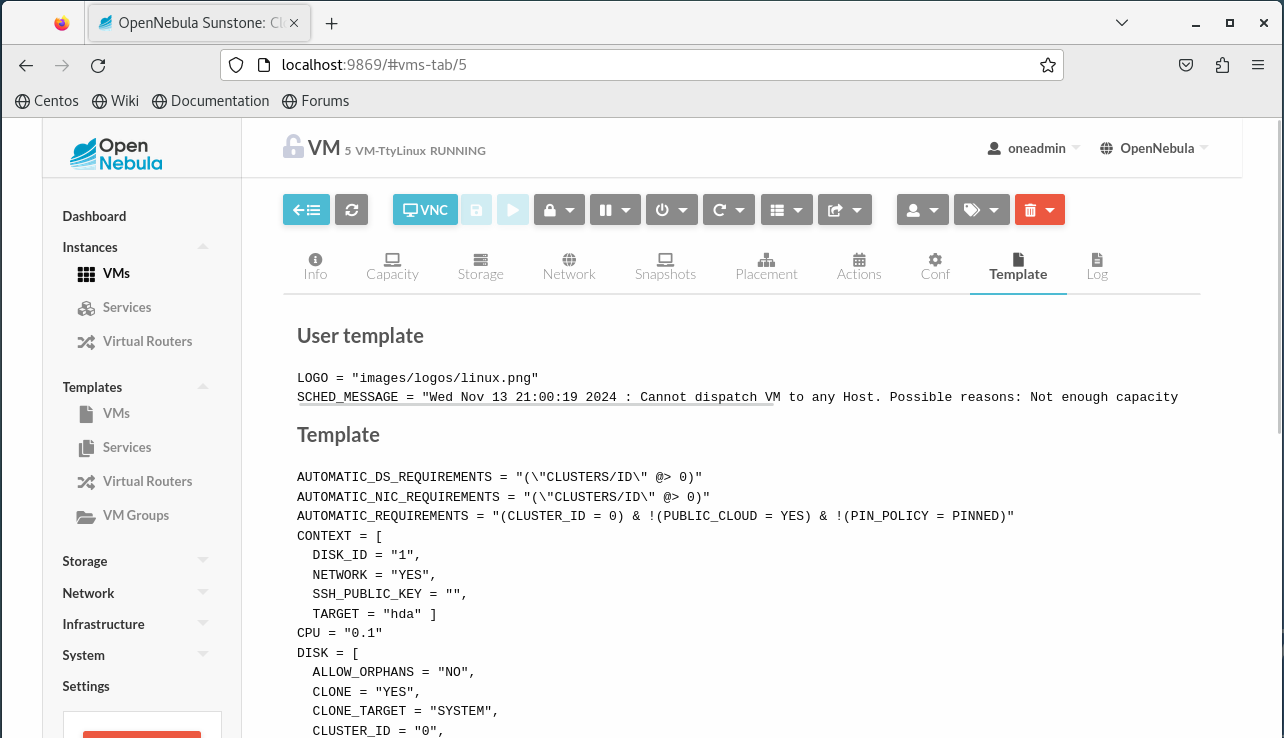 OpenNebula Sunstone: Clo
localhost:9869/#vms-tab/5
Centos Wiki Documentation Forums
Open
Nebula
VM 5 VM-TtyLinux RUNNING
oneadmin OpenNebula
VNC
Dashboard
Instances
VMs
Services
Virtual Routers
Templates
VMs
Services
Virtual Routers
VM Groups
Storage
Network
Infrastructure
System
Settings
Info Capacity Storage Network Snapshots Placement Actions Conf Template Log
User template
LOGO = "images/logos/linux.png"
SCHED_MESSAGE = "Wed Nov 13 21:00:19 2024 : Cannot dispatch VM to any Host. Possible reasons: Not enough capacity
Template
AUTOMATIC_DS_REQUIREMENTS = "(\"CLUSTERS/ID\" @> 0)"
AUTOMATIC_NIC_REQUIREMENTS = "(\"CLUSTERS/ID\" @> 0)"
AUTOMATIC_REQUIREMENTS = "(CLUSTER_ID = 0) & !(PUBLIC_CLOUD = YES) & !(PIN_POLICY = PINNED)"
CONTEXT = [
DISK_ID = "1",
NETWORK = "YES",
SSH_PUBLIC_KEY = "",
TARGET = "hda" ]
CPU = "0.1"
DISK = [
ALLOW_ORPHANS = "NO",
CLONE = "YES",
CLONE_TARGET = "SYSTEM",
CLUSTER_ID = "0",